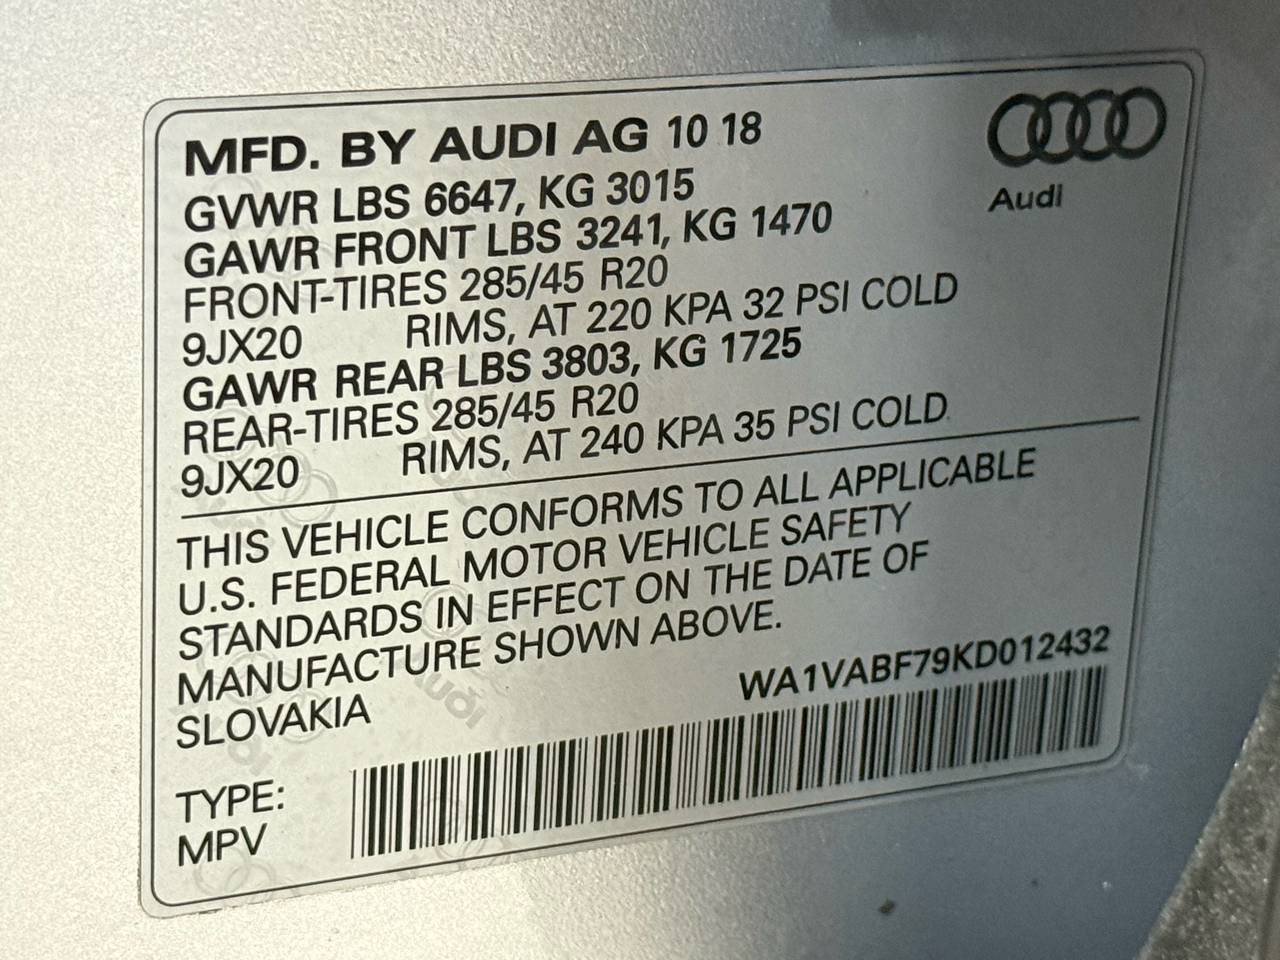 MFD. BY AUDI AG 10 18
Audi
GVWR LBS 6647, KG 3015
GAWR FRONT LBS 3241, KG 1470
FRONT-TIRES 285/45 R20
9JX20 RIMS, AT 220 KPA 32 PSI COLD
GAWR REAR LBS 3803, KG 1725
REAR-TIRES 285/45 R20
9JX20 RIMS, AT 240 KPA 35 PSI COLD
THIS VEHICLE CONFORMS TO ALL APPLICABLE
U.S. FEDERAL MOTOR VEHICLE SAFETY
STANDARDS IN EFFECT ON THE DATE OF
MANUFACTURE SHOWN ABOVE.
SLOVAKIA
WA1VABF79KD012432
TYPE:
MPV